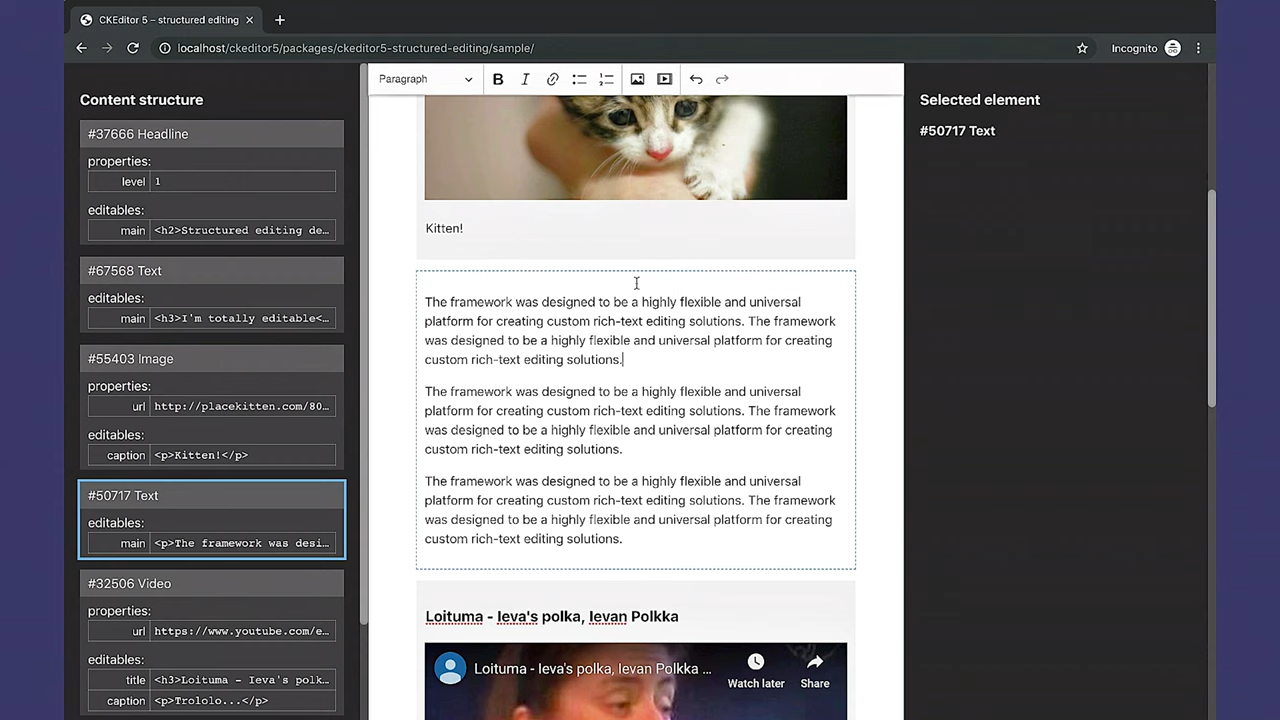 CKEditor 5 – structured editing
localhost/ckeditor5/packages/ckeditor5-structured-editing/sample/
Incognito
Content structure
#37666 Headline
properties:
level 1
editables:
main <h2>Structured editing de…
#67568 Text
editables:
main <h3>I'm totally editable<…
#55403 Image
properties:
url http://placekitten.com/80…
editables:
caption <p>Kitten!</p>
#50717 Text
editables:
main <p>The framework was desi…
#32506 Video
properties:
url https://www.youtube.com/e…
editables:
title <h3>Loituma - Ieva's polk…
caption <p>Trololo...</p>
Paragraph
B I
Kitten!
The framework was designed to be a highly flexible and universal
platform for creating custom rich-text editing solutions. The framework
was designed to be a highly flexible and universal platform for creating
custom rich-text editing solutions.
The framework was designed to be a highly flexible and universal
platform for creating custom rich-text editing solutions. The framework
was designed to be a highly flexible and universal platform for creating
custom rich-text editing solutions.
The framework was designed to be a highly flexible and universal
platform for creating custom rich-text editing solutions. The framework
was designed to be a highly flexible and universal platform for creating
custom rich-text editing solutions.
Loituma - Ieva's polka, Ievan Polkka
Loituma - Ieva's polka, Ievan Polkka ...
Watch later
Share
Selected element
#50717 Text